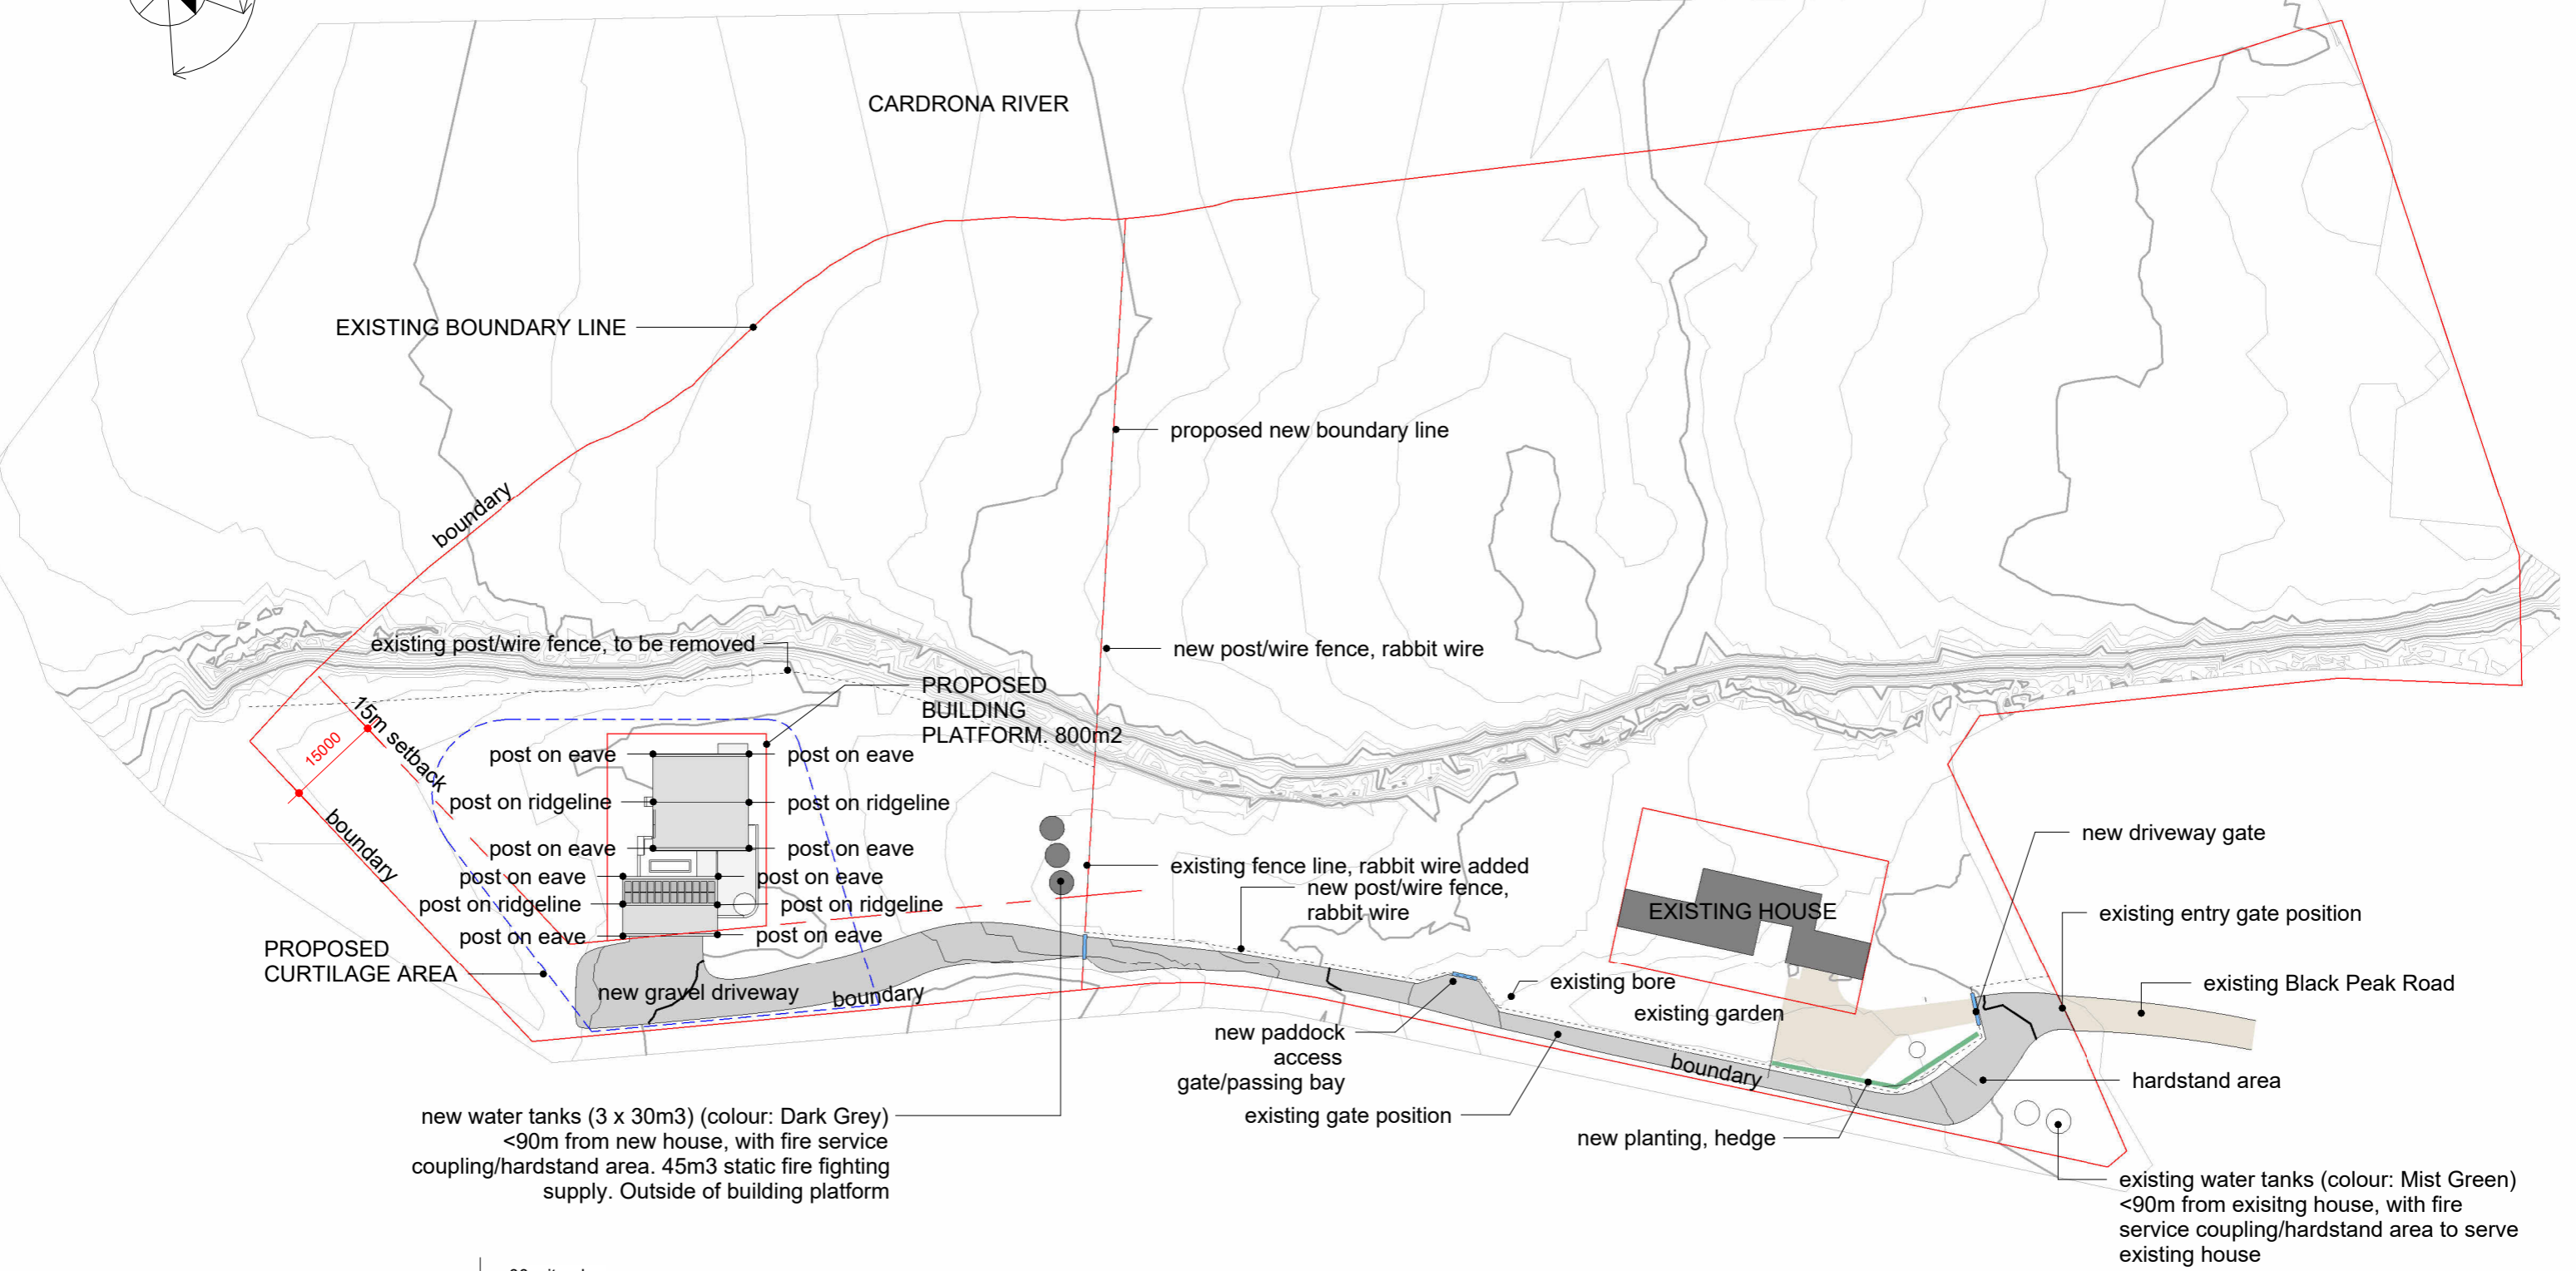 CARDRONA RIVER
EXISTING BOUNDARY LINE
proposed new boundary line
boundary
existing post/wire fence, to be removed
new post/wire fence, rabbit wire
PROPOSED
BUILDING
PLATFORM. 800m2
15m setback
15000
boundary
post on eave
post on eave
post on ridgeline
post on ridgeline
post on eave
post on eave
post on eave
post on eave
post on ridgeline
post on ridgeline
post on eave
post on eave
PROPOSED
CURTILAGE AREA
new gravel driveway
boundary
existing fence line, rabbit wire added
new post/wire fence,
rabbit wire
EXISTING HOUSE
new driveway gate
existing entry gate position
existing Black Peak Road
existing bore
existing garden
new paddock
access
gate/passing bay
boundary
existing gate position
new planting, hedge
hardstand area
new water tanks (3 x 30m3) (colour: Dark Grey)
<90m from new house, with fire service
coupling/hardstand area. 45m3 static fire fighting
supply. Outside of building platform
existing water tanks (colour: Mist Green)
<90m from exisitng house, with fire
service coupling/hardstand area to serve
existing house